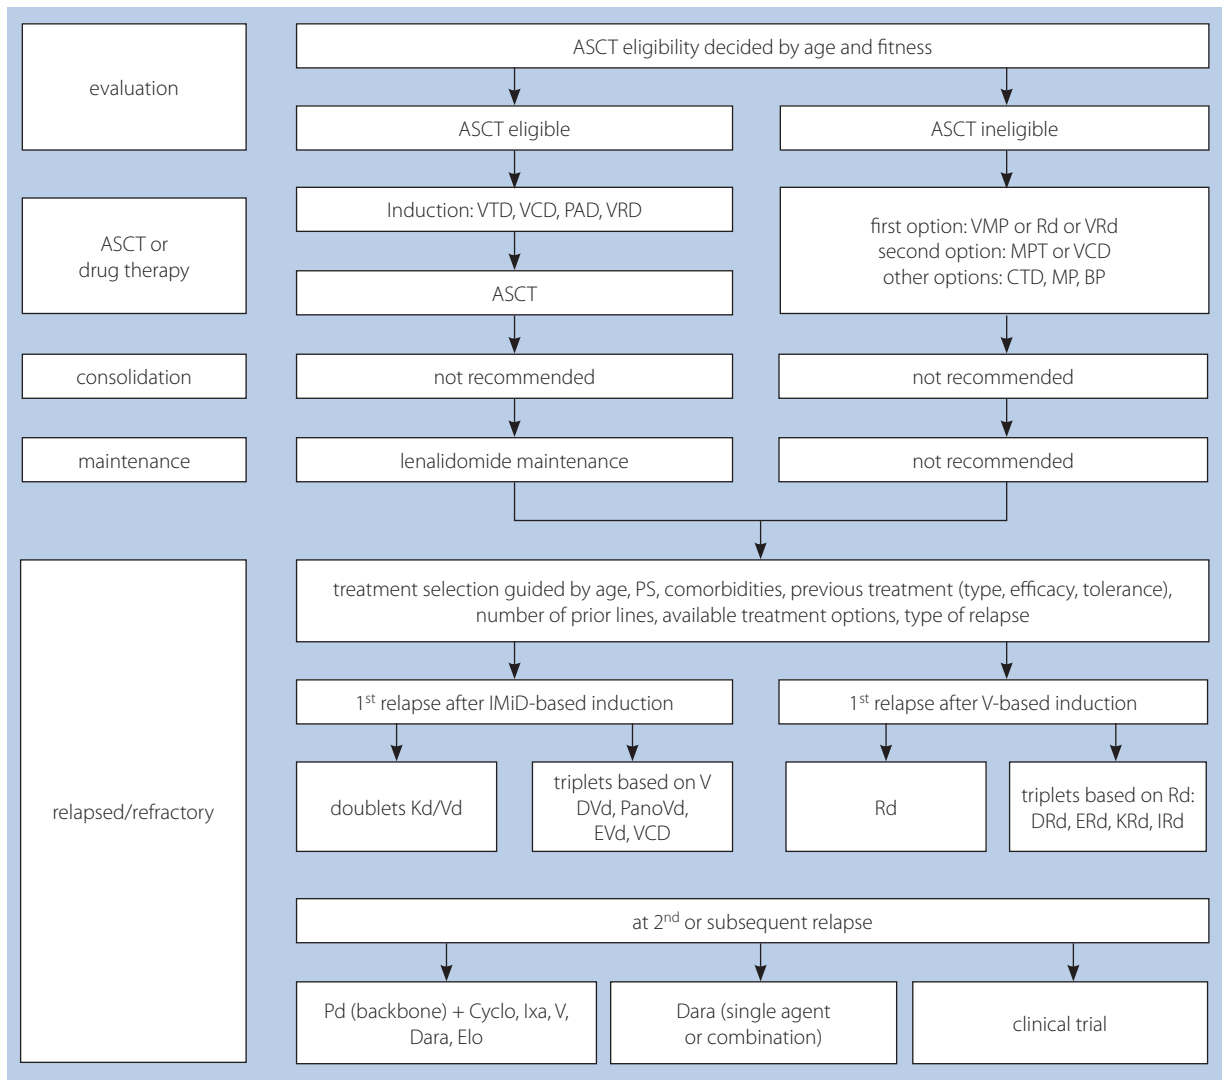 evaluation
ASCT eligibility decided by age and fitness
ASCT eligible
ASCT ineligible
ASCT or
drug therapy
Induction: VTD, VCD, PAD, VRD
ASCT
first option: VMP or Rd or VRd
second option: MPT or VCD
other options: CTD, MP, BP
consolidation
not recommended
not recommended
maintenance
lenalidomide maintenance
not recommended
relapsed/refractory
treatment selection guided by age, PS, comorbidities, previous treatment (type, efficacy, tolerance),
number of prior lines, available treatment options, type of relapse
1st relapse after IMiD-based induction
1st relapse after V-based induction
doublets Kd/Vd
triplets based on V
DVd, PanoVd,
EVd, VCD
Rd
triplets based on Rd:
DRd, ERd, KRd, IRd
at 2nd or subsequent relapse
Pd (backbone) + Cyclo, Ixa, V,
Dara, Elo
Dara (single agent
or combination)
clinical trial